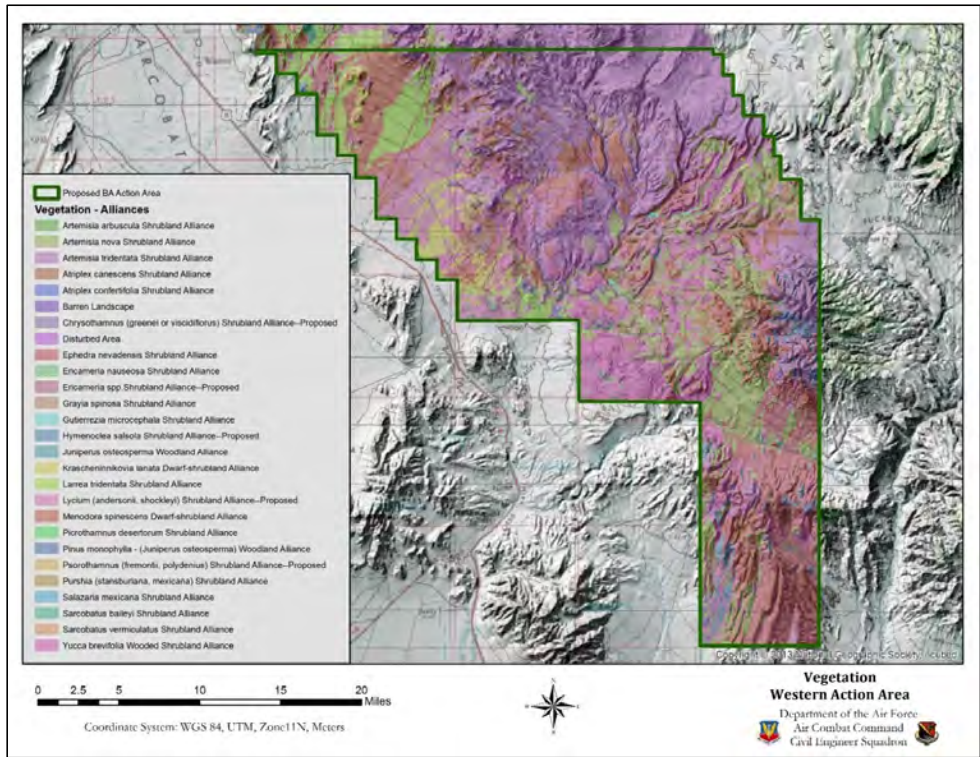 ARCOBAT
Proposed BA Action Area
Vegetation - Alliances
Artemisia arbuscula Shrubland Alliance
Artemisia nova Shrubland Alliance
Artemisia tridentata Shrubland Alliance
Atriplex canescens Shrubland Alliance
Atriplex confertifolia Shrubland Alliance
Barren Landscape
Chrysothamnus (greenei or viscidiflorus) Shrubland Alliance--Proposed
Disturbed Area
Ephedra nevadensis Shrubland Alliance
Ericameria nauseosa Shrubland Alliance
Ericameria spp Shrubland Alliance--Proposed
Grayia spinosa Shrubland Alliance
Gutierrezia microcephala Shrubland Alliance
Hymenoclea salsola Shrubland Alliance--Proposed
Juniperus osteosperma Woodland Alliance
Krascheninnikovia lanata Dwarf-shrubland Alliance
Larrea tridentata Shrubland Alliance
Lycium (andersonii, shockleyi) Shrubland Alliance--Proposed
Menodora spinescens Dwarf-shrubland Alliance
Picrothamnus desertorum Shrubland Alliance
Pinus monophylla - (Juniperus osteosperma) Woodland Alliance
Psorothamnus (fremontii, polydenius) Shrubland Alliance--Proposed
Purshia (stansburiana, mexicana) Shrubland Alliance
Salazaria mexicana Shrubland Alliance
Sarcobatus baileyi Shrubland Alliance
Sarcobatus vermiculatus Shrubland Alliance
Yucca brevifolia Wooded Shrubland Alliance
Copyright © 2013 National Geographic Society, i-cubed
0 2.5 5 10 15 20
Miles
Coordinate System: WGS 84, UTM, Zone11N, Meters
Vegetation
Western Action Area
Department of the Air Force
Air Combat Command
Civil Engineer Squadron